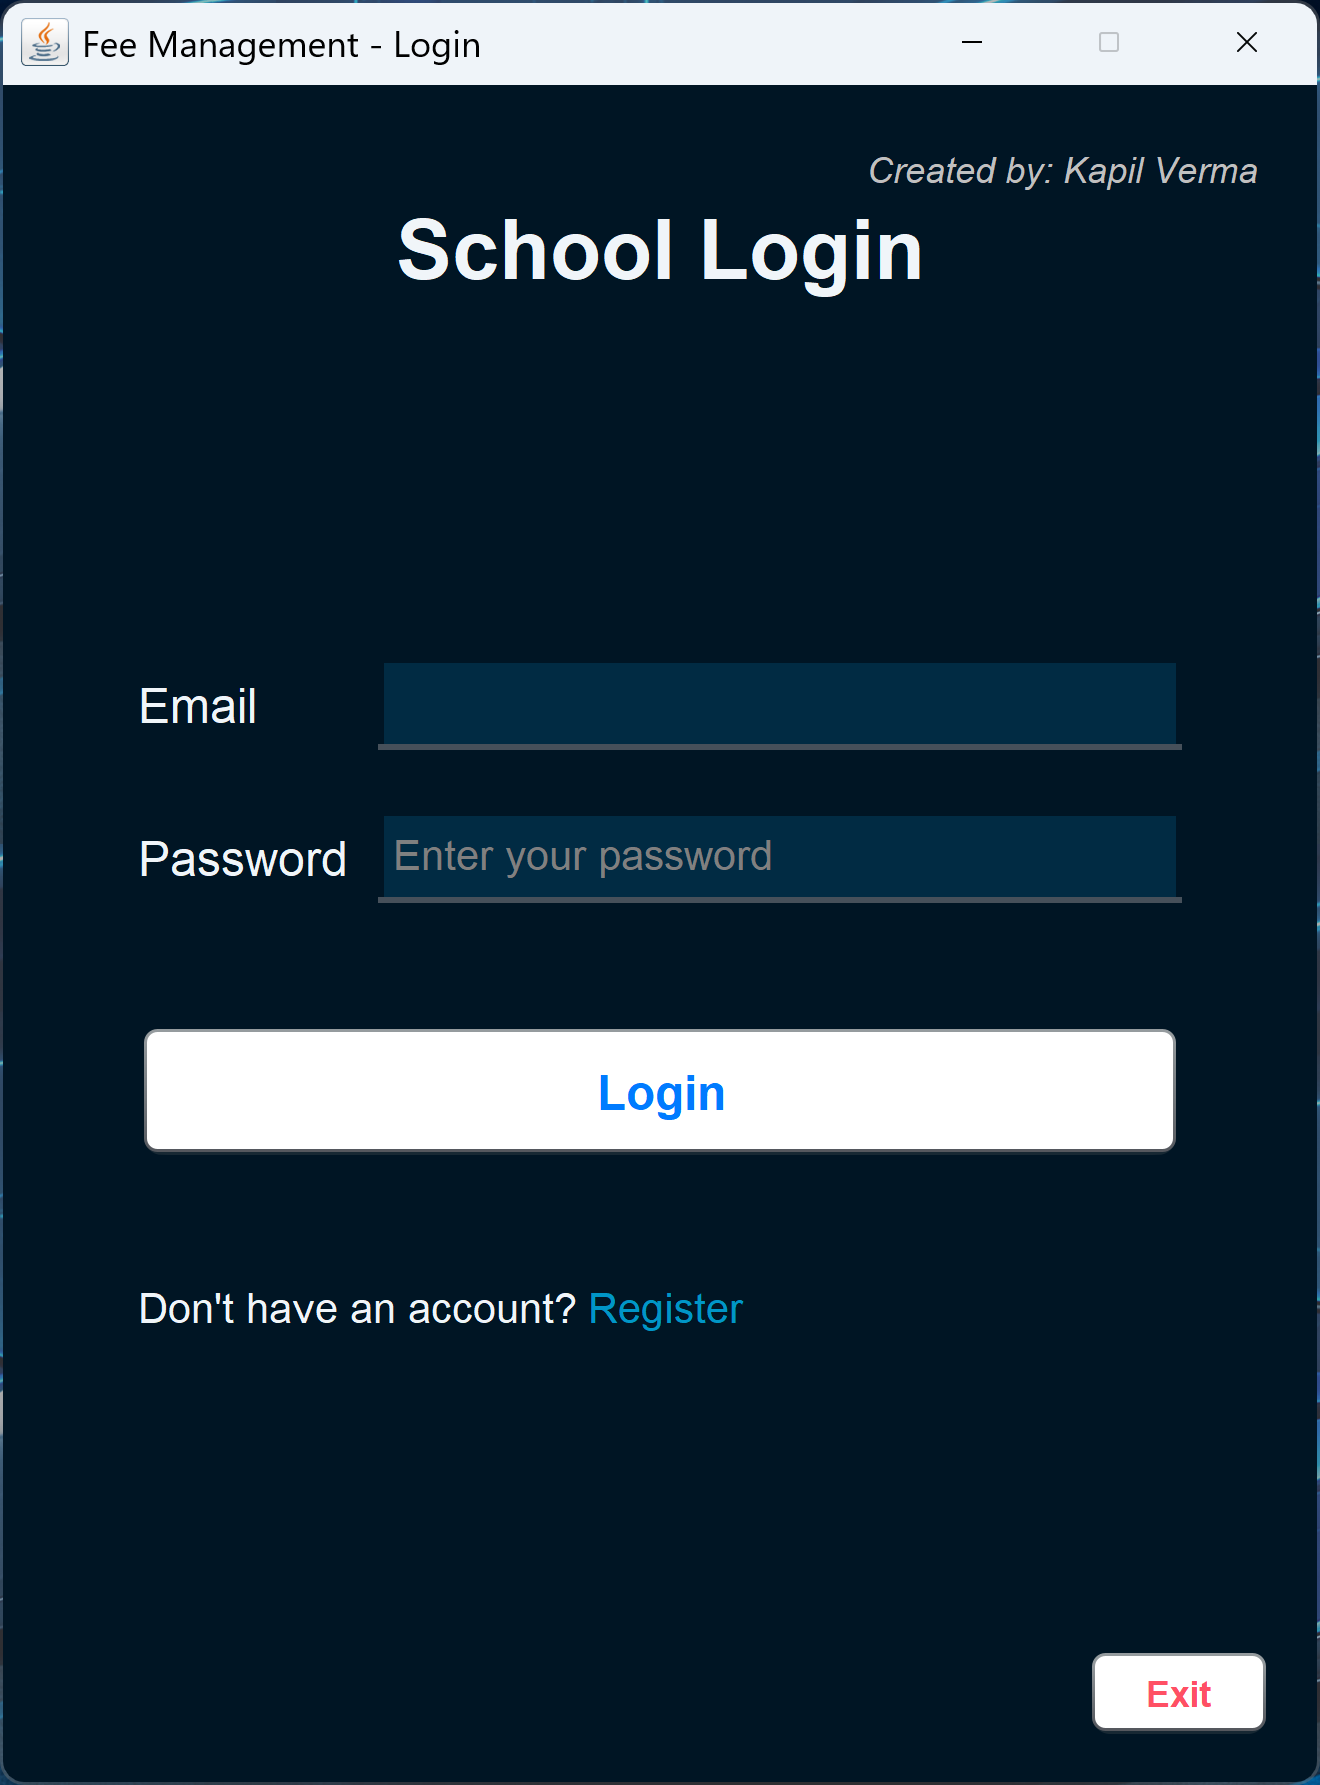 Fee Management - Login
Created by: Kapil Verma
School Login
Email
Password
Enter your password
Login
Don't have an account? Register
Exit